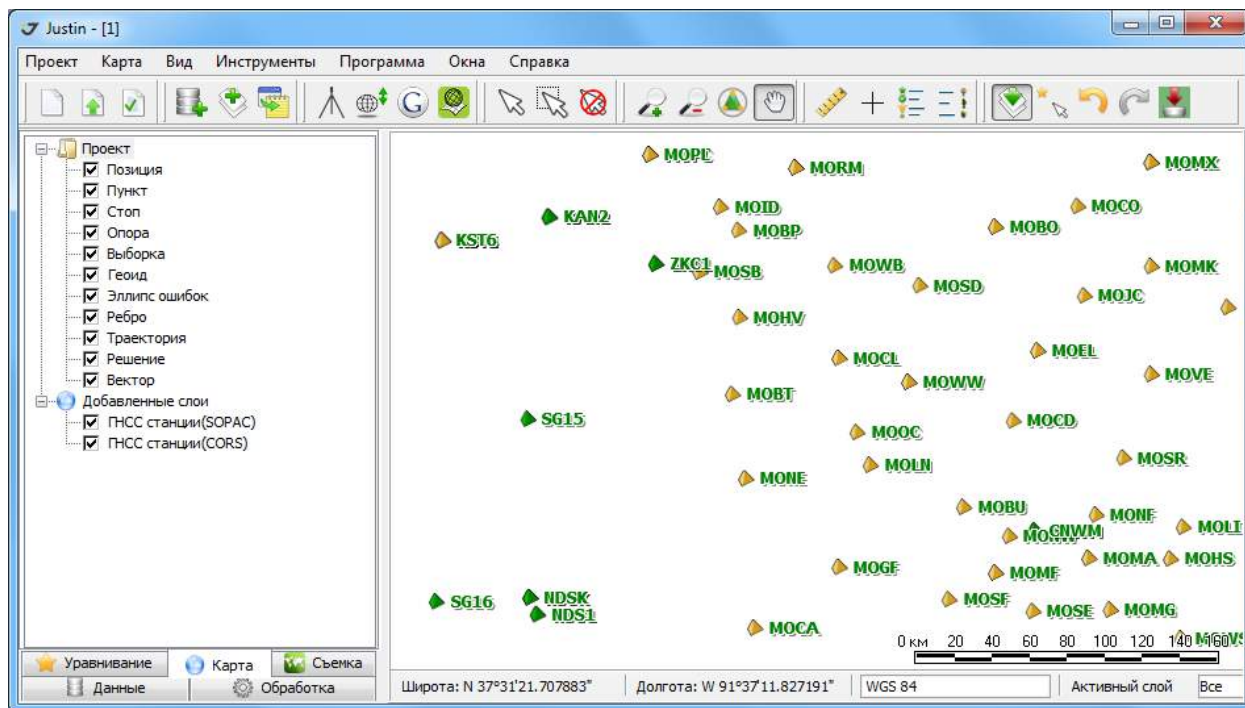 Justin - [1]
Проект Карта Вид Инструменты Программа Окна Справка
Проект
Позиция
Пункт
Стоп
Опора
Выборка
Геоид
Эллипс ошибок
Ребро
Траектория
Решение
Вектор
Добавленные слои
ГНСС станции(SOPAC)
ГНСС станции(CORS)
Уравнивание Карта Съемка
Данные Обработка
MOPL MORM MOMX
KAN2 MOID MOCO
KST6 MOBP MOBO
ZKC1 MOSB MOWB MOMK
MOSD MOJC
MOHV
MOCL MOEL
MOWW MOVE
MOBT
SG15 MOOC MOCD
MOLN MOSR
MONE
MOBU MONF MOLI
CNWM
MOGF MOMF MOMA MOHS
SG16 NDSK MOSF MOSE MOMG
NDS1
MOCA
0 км 20 40 60 80 100 120 140 160
Широта: N 37°31'21.707883" Долгота: W 91°37'11.827191" WGS 84 Активный слой Все